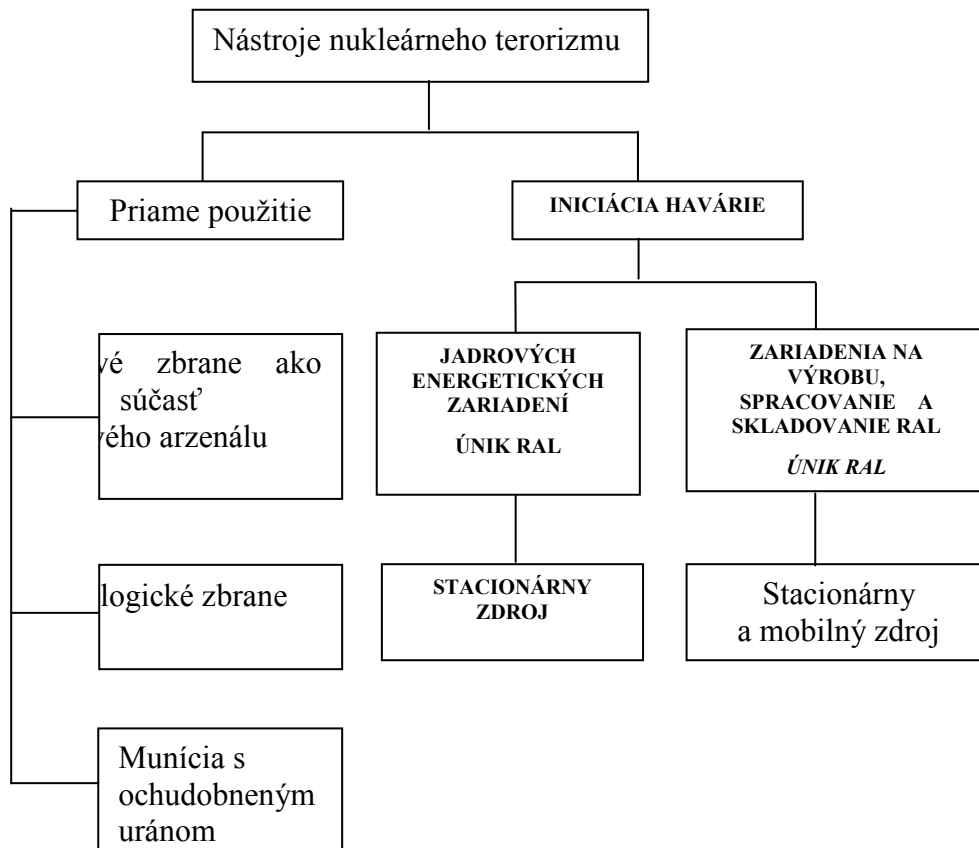 Nástroje nukleárneho terorizmu
Priame použitie
INICIÁCIA HAVÁRIE
vé zbrane ako
súčasť
vého arzenálu
JADROVÝCH
ENERGETICKÝCH
ZARIADENÍ
ÚNIK RAL
ZARIADENIA NA
VÝROBU,
SPRACOVANIE A
SKLADOVANIE RAL
ÚNIK RAL
logické zbrane
STACIONÁRNY
ZDROJ
Stacionárny
a mobilný zdroj
Munícia s
ochudobneným
uránom